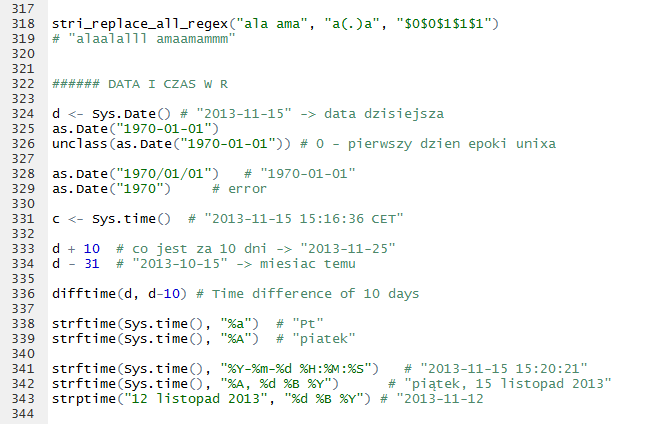 317
318 stri_replace_all_regex("ala ama", "a(.)a", "$0$0$1$1$1")
319 # "alaalalll amaamammm"
320
321
322 ###### DATA I CZAS W R
323
324 d <- Sys.Date() # "2013-11-15" -> data dzisiejsza
325 as.Date("1970-01-01")
326 unclass(as.Date("1970-01-01")) # 0 - pierwszy dzien epoki unixa
327
328 as.Date("1970/01/01")   # "1970-01-01"
329 as.Date("1970")     # error
330
331 c <- Sys.time()  # "2013-11-15 15:16:36 CET"
332
333 d + 10  # co jest za 10 dni -> "2013-11-25"
334 d - 31  # "2013-10-15" -> miesiac temu
335
336 difftime(d, d-10) # Time difference of 10 days
337
338 strftime(Sys.time(), "%a")  # "Pt"
339 strftime(Sys.time(), "%A")  # "piatek"
340
341 strftime(Sys.time(), "%Y-%m-%d %H:%M:%S")   # "2013-11-15 15:20:21"
342 strftime(Sys.time(), "%A, %d %B %Y")      # "piątek, 15 listopad 2013"
343 strptime("12 listopad 2013", "%d %B %Y") # "2013-11-12
344